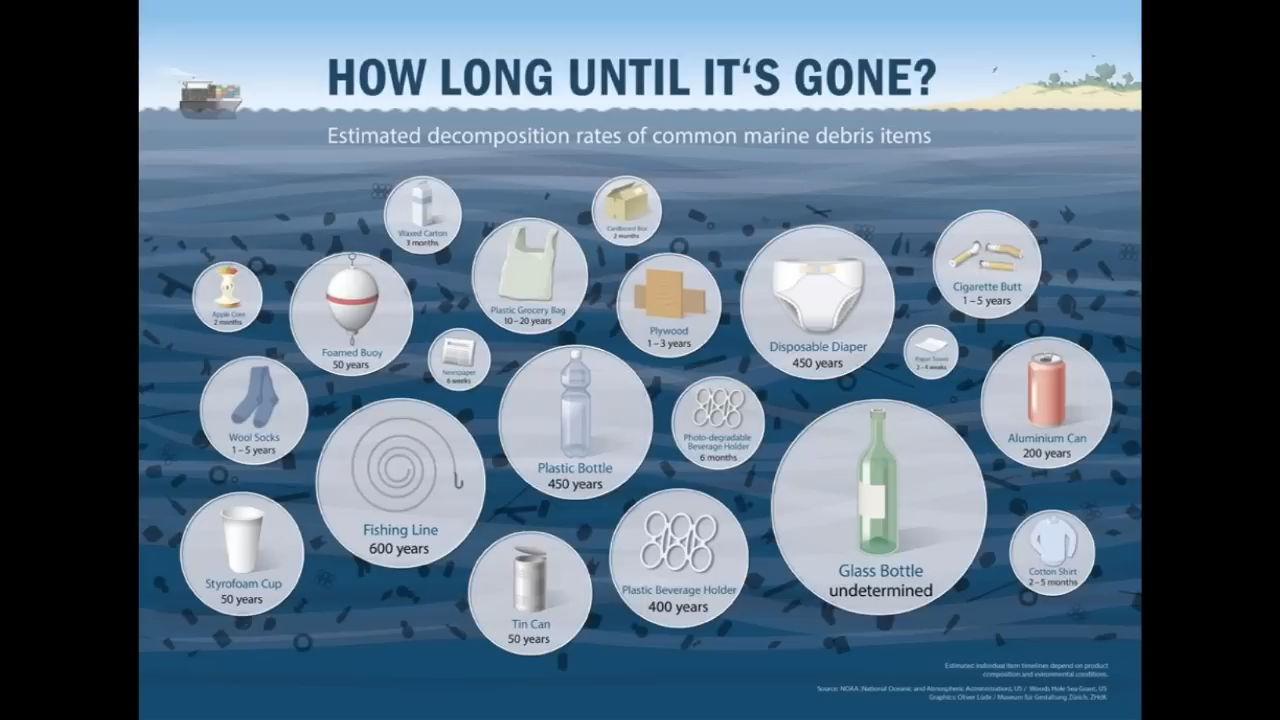 HOW LONG UNTIL IT'S GONE?
Estimated decomposition rates of common marine debris items
Waxed Carton
3 months
Cardboard Box
2 months
Plastic Grocery Bag
10–20 years
Cigarette Butt
1–5 years
Apple Core
2 months
Foamed Buoy
50 years
Plywood
1–3 years
Disposable Diaper
450 years
Newspaper
6 weeks
Paper Towel
2–4 weeks
Wool Socks
1–5 years
Photo-degradable
Beverage Holder
6 months
Aluminium Can
200 years
Plastic Bottle
450 years
Fishing Line
600 years
Styrofoam Cup
50 years
Plastic Beverage Holder
400 years
Glass Bottle
undetermined
Cotton Shirt
2–5 months
Tin Can
50 years
Estimated individual item timelines depend on product
composition and evironmental conditions.
Source: NOAA (National Oceanic and Atmospheric Administration), US / Woods Hole Sea Grant, US
Graphics: Oliver Lüde / Museum für Gestaltung Zürich, ZHdK